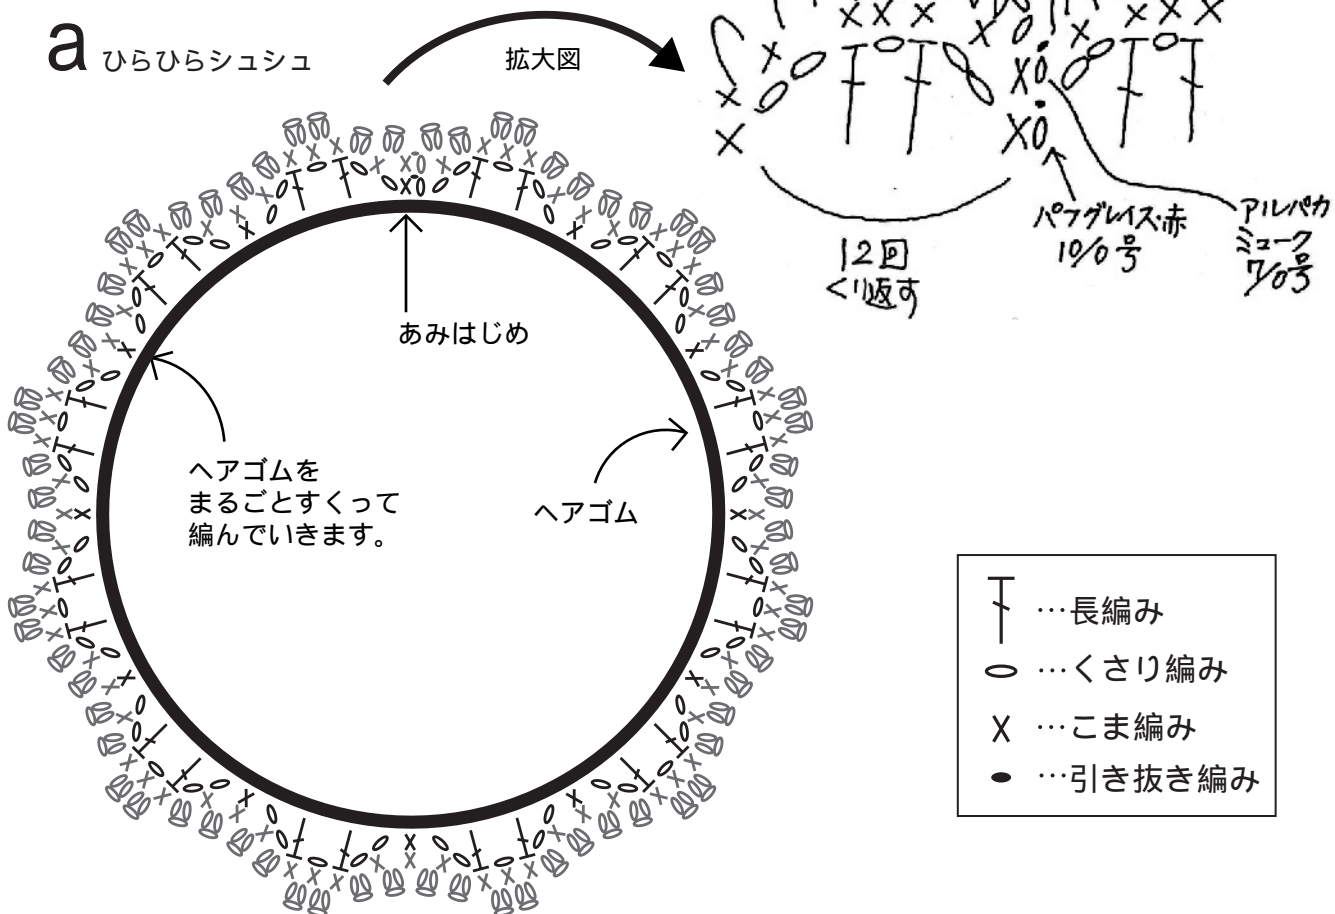 a ひらひらシュシュ
拡大図
12回
くり返す
パフグレイス・赤
10/0号
アルパカ
ミューク
7/0号
あみはじめ
ヘアゴムを
まるごとすくって
編んでいきます。
ヘアゴム
…長編み
…くさり編み
…こま編み
…引き抜き編み